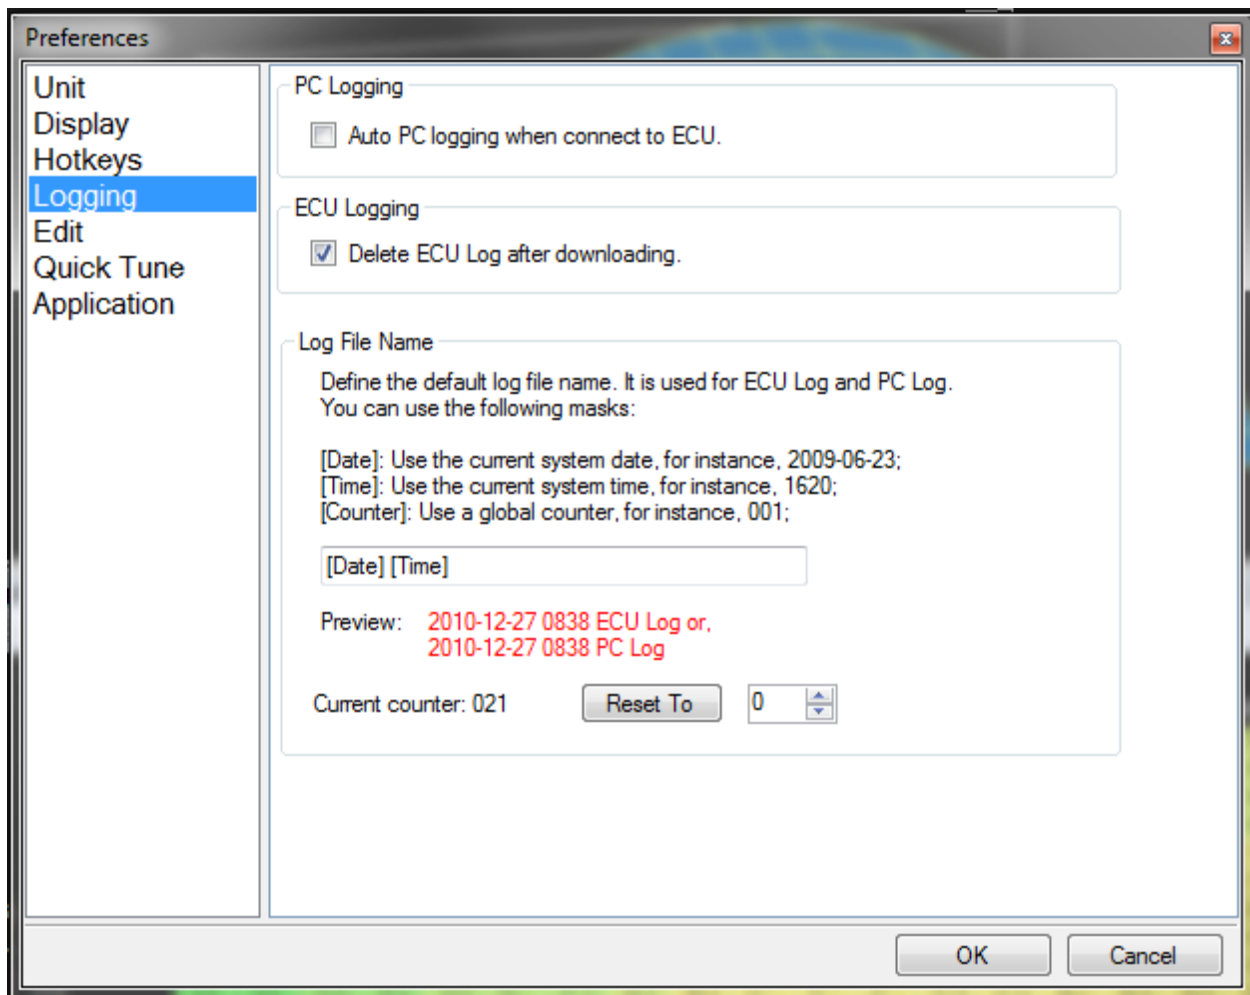 Preferences
Unit
Display
Hotkeys
Logging
Edit
Quick Tune
Application
PC Logging
Auto PC logging when connect to ECU.
ECU Logging
Delete ECU Log after downloading.
Log File Name
Define the default log file name. It is used for ECU Log and PC Log.
You can use the following masks:
[Date]: Use the current system date, for instance, 2009-06-23;
[Time]: Use the current system time, for instance, 1620;
[Counter]: Use a global counter, for instance, 001;
[Date] [Time]
Preview: 2010-12-27 0838 ECU Log or,
2010-12-27 0838 PC Log
Current counter: 021 Reset To 0
OK Cancel